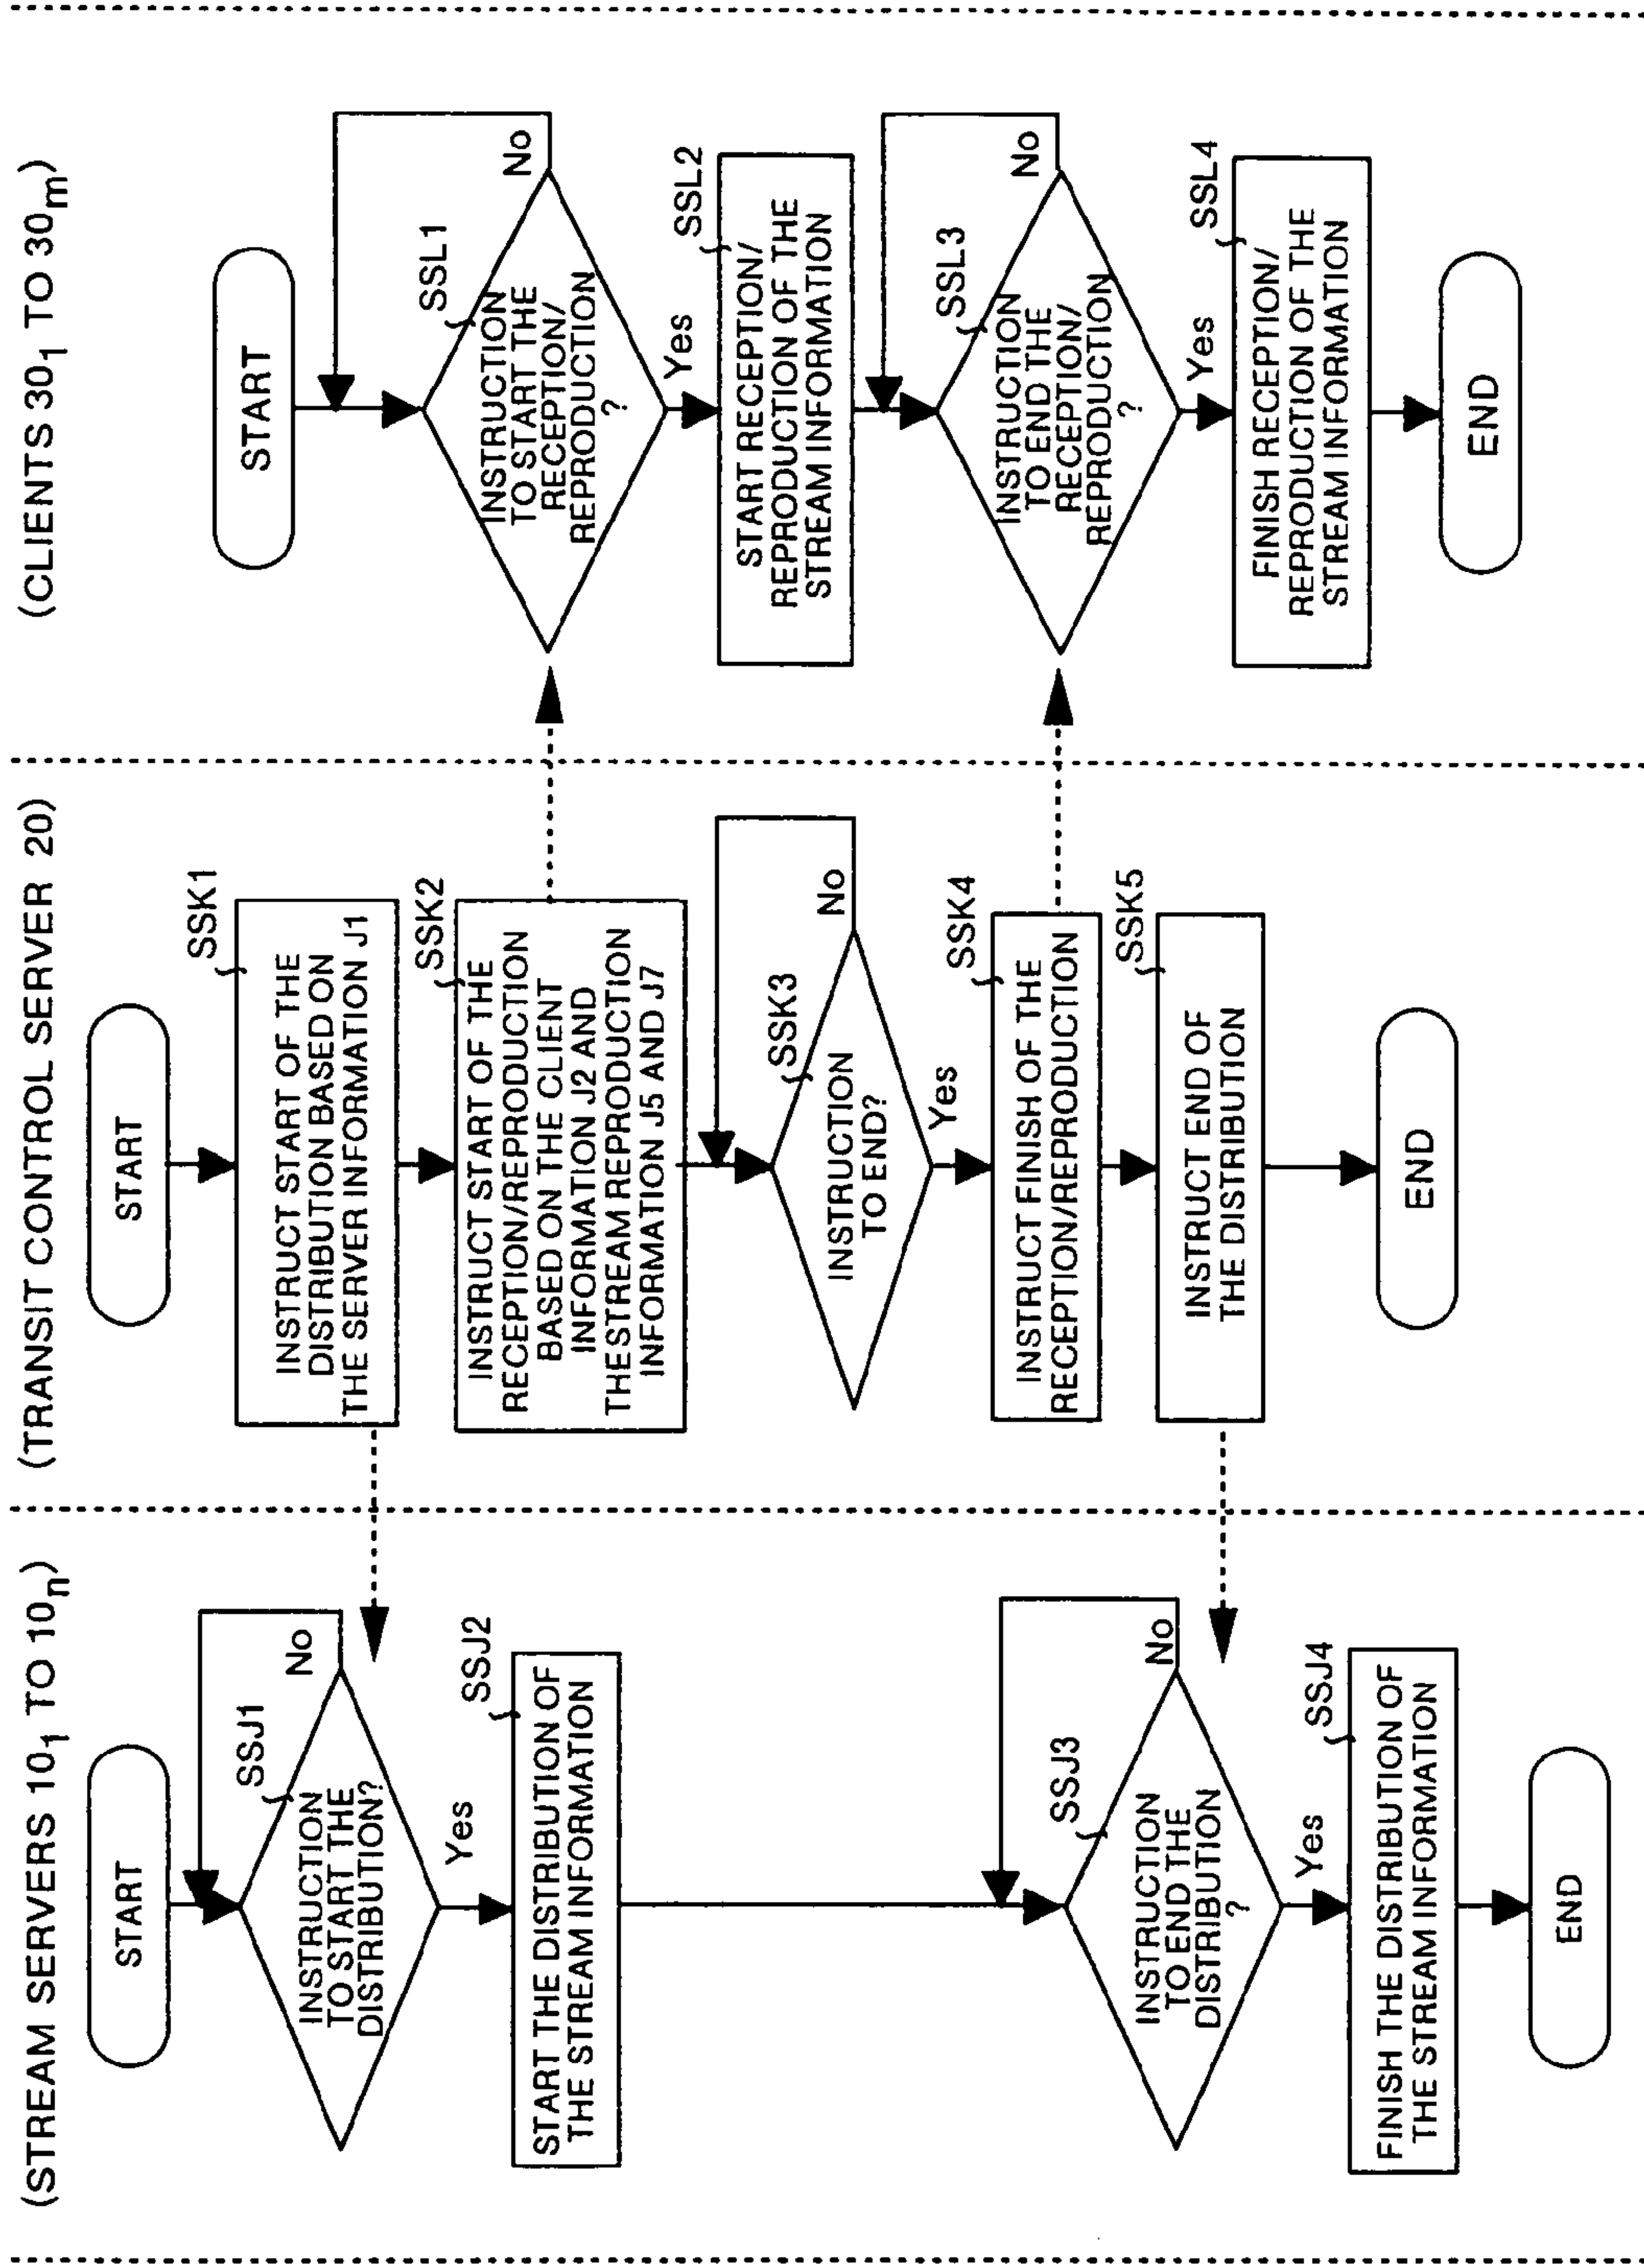 (STREAM SERVERS 10₁ TO 10ₙ)
START
SSJ1
INSTRUCTION
TO START THE
DISTRIBUTION?
No
Yes
SSJ2
START THE DISTRIBUTION OF
THE STREAM INFORMATION
SSJ3
INSTRUCTION
TO END THE
DISTRIBUTION
?
No
Yes
SSJ4
FINISH THE DISTRIBUTION OF
THE STREAM INFORMATION
END
(TRANSIT CONTROL SERVER 20)
START
SSK1
INSTRUCT START OF THE
DISTRIBUTION BASED ON
THE SERVER INFORMATION J1
SSK2
INSTRUCT START OF THE
RECEPTION/REPRODUCTION
BASED ON THE CLIENT
INFORMATION J2 AND
THESTREAM REPRODUCTION
INFORMATION J5 AND J7
SSK3
INSTRUCTION
TO END?
No
Yes
SSK4
INSTRUCT FINISH OF THE
RECEPTION/REPRODUCTION
SSK5
INSTRUCT END OF
THE DISTRIBUTION
END
(CLIENTS 30₁ TO 30ₘ)
START
SSL1
INSTRUCTION
TO START THE
RECEPTION/
REPRODUCTION
?
No
Yes
SSL2
START RECEPTION/
REPRODUCTION OF THE
STREAM INFORMATION
SSL3
INSTRUCTION
TO END THE
RECEPTION/
REPRODUCTION
?
No
Yes
SSL4
FINISH RECEPTION/
REPRODUCTION OF THE
STREAM INFORMATION
END